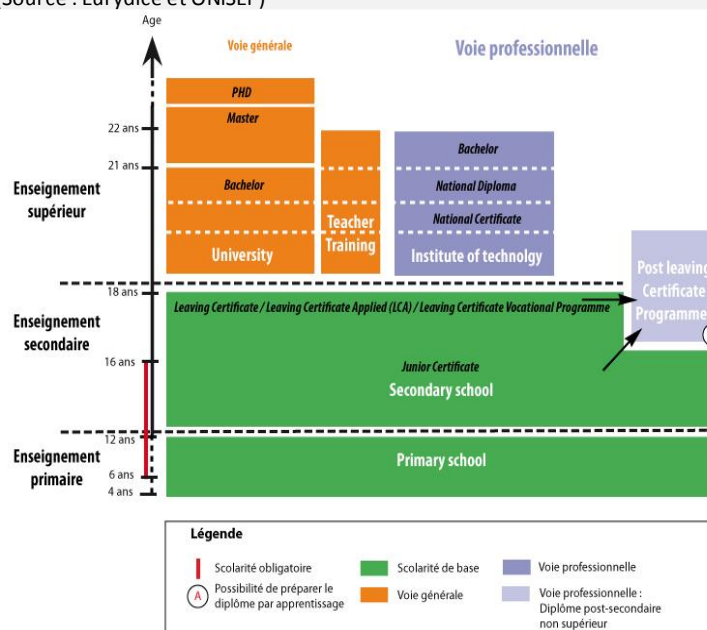 (Source : Eurydice et ONISEP)
Age
Voie générale
Voie professionnelle
PHD
Master
22 ans
21 ans
Bachelor
Bachelor
National Diploma
Enseignement
supérieur
National Certificate
Teacher
Training
University
Institute of technolgy
Post leaving
Certificate
Programme
18 ans
Leaving Certificate / Leaving Certificate Applied (LCA) / Leaving Certificate Vocational Programme
Enseignement
secondaire
16 ans
Junior Certificate
Secondary school
12 ans
Enseignement
primaire
Primary school
6 ans
4 ans
Légende
Scolarité obligatoire
Scolarité de base
Voie professionnelle
A
Possibilité de préparer le
diplôme par apprentissage
Voie générale
Voie professionnelle :
Diplôme post-secondaire
non supérieur